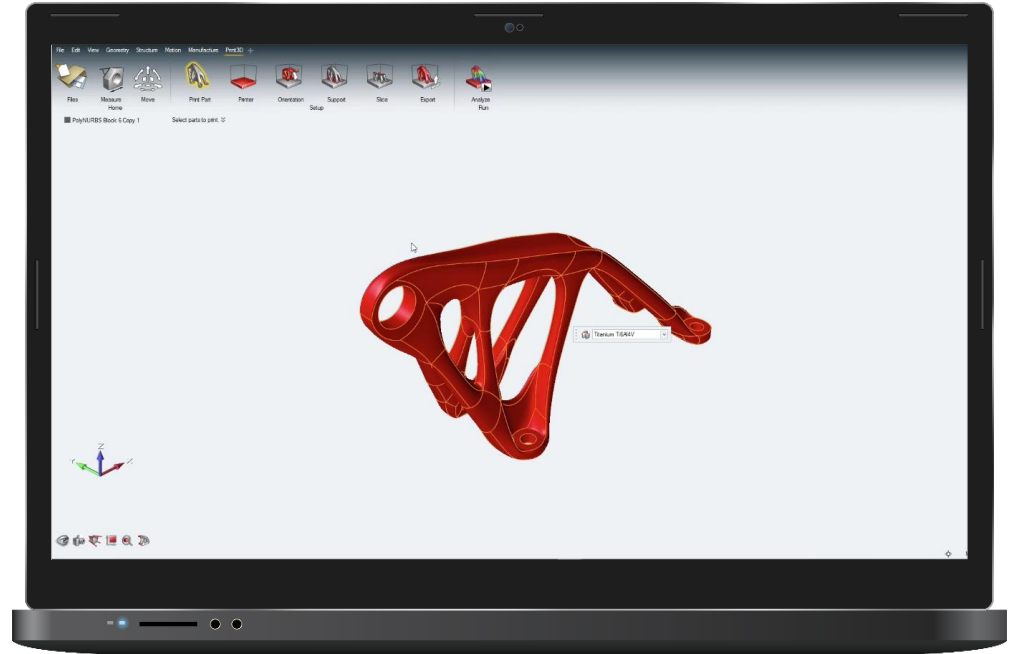 File Edit View Geometry Structure Motion Manufacture Print3D +
Files Measure Move Print Part Printer Orientation Support Slice Export Analyze
Home Setup Run
PolyNURBS Block 6 Copy 1 Select parts to print.
Titanium Ti6Al4V
Z
Y X